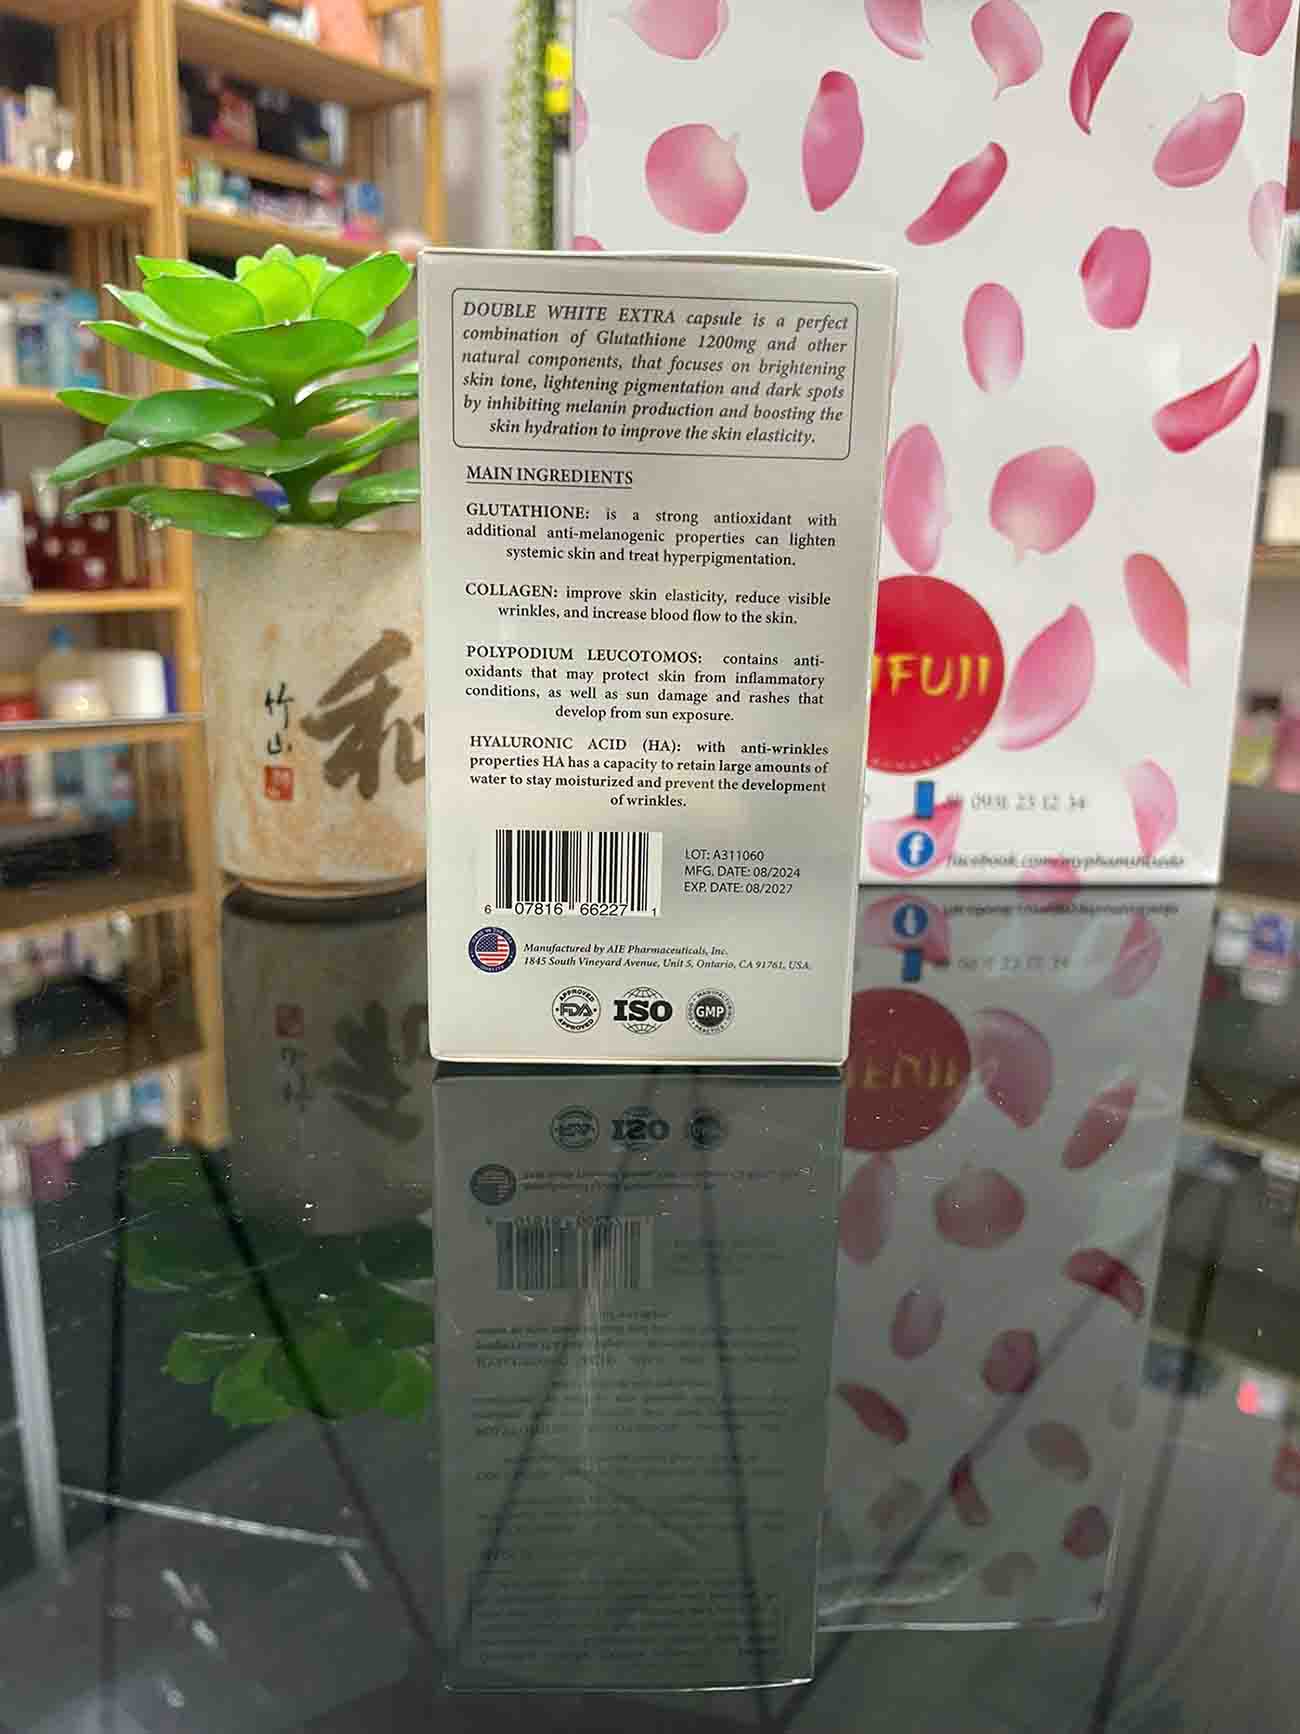 DOUBLE WHITE EXTRA capsule is a perfect
combination of Glutathione 1200mg and other
natural components, that focuses on brightening
skin tone, lightening pigmentation and dark spots
by inhibiting melanin production and boosting the
skin hydration to improve the skin elasticity.
MAIN INGREDIENTS
GLUTATHIONE: is a strong antioxidant with
additional anti-melanogenic properties can lighten
systemic skin and treat hyperpigmentation.
COLLAGEN: improve skin elasticity, reduce visible
wrinkles, and increase blood flow to the skin.
POLYPODIUM LEUCOTOMOS: contains anti-
oxidants that may protect skin from inflammatory
conditions, as well as sun damage and rashes that
develop from sun exposure.
HYALURONIC ACID (HA): with anti-wrinkles
properties HA has a capacity to retain large amounts of
water to stay moisturized and prevent the development
of wrinkles.
LOT: A311060
MFG. DATE: 08/2024
EXP. DATE: 08/2027
6 07816 66227 1
Manufactured by AIE Pharmaceuticals, Inc.
1845 South Vineyard Avenue, Unit 5, Ontario, CA 91761, USA.
APPROVED
FDA
APPROVED
ISO
GMP
竹山
和
IFUJI
0931 23 12 34